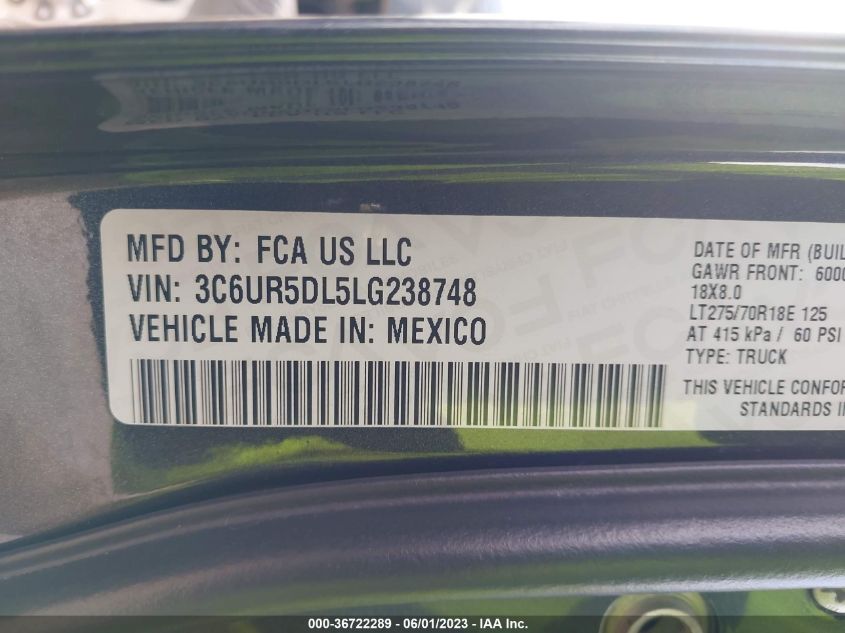 MFD BY: FCA US LLC
VIN: 3C6UR5DL5LG238748
VEHICLE MADE IN: MEXICO
DATE OF MFR (BUIL
GAWR FRONT: 6000
18X8.0
LT275/70R18E 125
AT 415 kPa / 60 PSI
TYPE: TRUCK
THIS VEHICLE CONFOR
STANDARDS I
000-36722289 - 06/01/2023 - IAA Inc.